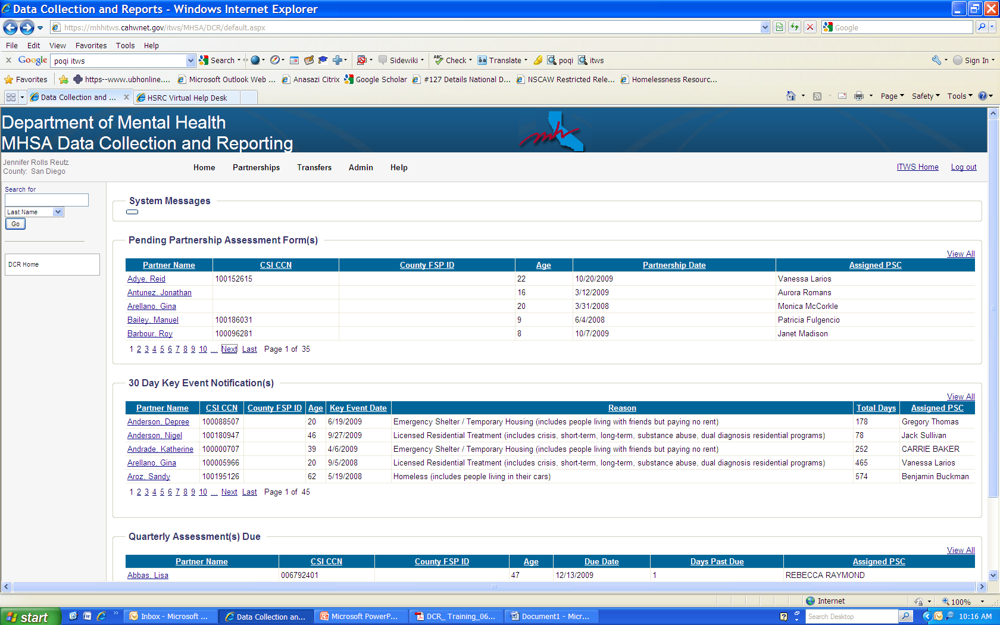 Data Collection and Reports - Windows Internet Explorer
https://mhhitws.cahwnet.gov/itws/MHSA/DCR/default.aspx
Google
File Edit View Favorites Tools Help
x Google poqi itws Search Sidewiki ABC Check Translate poqi itws Sign In
Favorites https--www.ubhonline.... Microsoft Outlook Web ... Anasazi Citrix Google Scholar #127 Details National D... NSCAW Restricted Rele... Homelessness Resourc...
Data Collection and ... HSRC Virtual Help Desk Page Safety Tools
Department of Mental Health
MHSA Data Collection and Reporting
mh
Jennifer Rolls Reutz
County: San Diego
Home Partnerships Transfers Admin Help ITWS Home Log out
Search for
Last Name
Go
DCR Home
System Messages
Pending Partnership Assessment Form(s)
View All
Partner Name CSI CCN County FSP ID Age Partnership Date Assigned PSC
Adye, Reid 100152615 22 10/20/2009 Vanessa Larios
Antunez, Jonathan 16 3/12/2009 Aurora Romans
Arellano, Gina 20 3/31/2008 Monica McCorkle
Bailey, Manuel 100186031 9 6/4/2008 Patricia Fulgencio
Barbour, Roy 100096281 8 10/7/2009 Janet Madison
1 2 3 4 5 6 7 8 9 10 ... Next Last Page 1 of 35
30 Day Key Event Notification(s)
View All
Partner Name CSI CCN County FSP ID Age Key Event Date Reason Total Days Assigned PSC
Anderson, Depree 100088507 20 6/19/2009 Emergency Shelter / Temporary Housing (includes people living with friends but paying no rent) 178 Gregory Thomas
Anderson, Nigel 100180947 46 9/27/2009 Licensed Residential Treatment (includes crisis, short-term, long-term, substance abuse, dual diagnosis residential programs) 78 Jack Sullivan
Andrade, Katherine 100000707 39 4/6/2009 Emergency Shelter / Temporary Housing (includes people living with friends but paying no rent) 252 CARRIE BAKER
Arellano, Gina 100005966 20 9/5/2008 Licensed Residential Treatment (includes crisis, short-term, long-term, substance abuse, dual diagnosis residential programs) 465 Vanessa Larios
Aroz, Sandy 100195126 62 5/19/2008 Homeless (includes people living in their cars) 574 Benjamin Buckman
1 2 3 4 5 6 7 8 9 10 ... Next Last Page 1 of 45
Quarterly Assessment(s) Due
View All
Partner Name CSI CCN County FSP ID Age Due Date Days Past Due Assigned PSC
Abbas, Lisa 006792401 47 12/13/2009 1 REBECCA RAYMOND
Internet 100%
start Inbox - Microsoft ... Data Collection an... Microsoft PowerP... DCR_ Training_06... Document1 - Micr... Search Desktop 10:16 AM